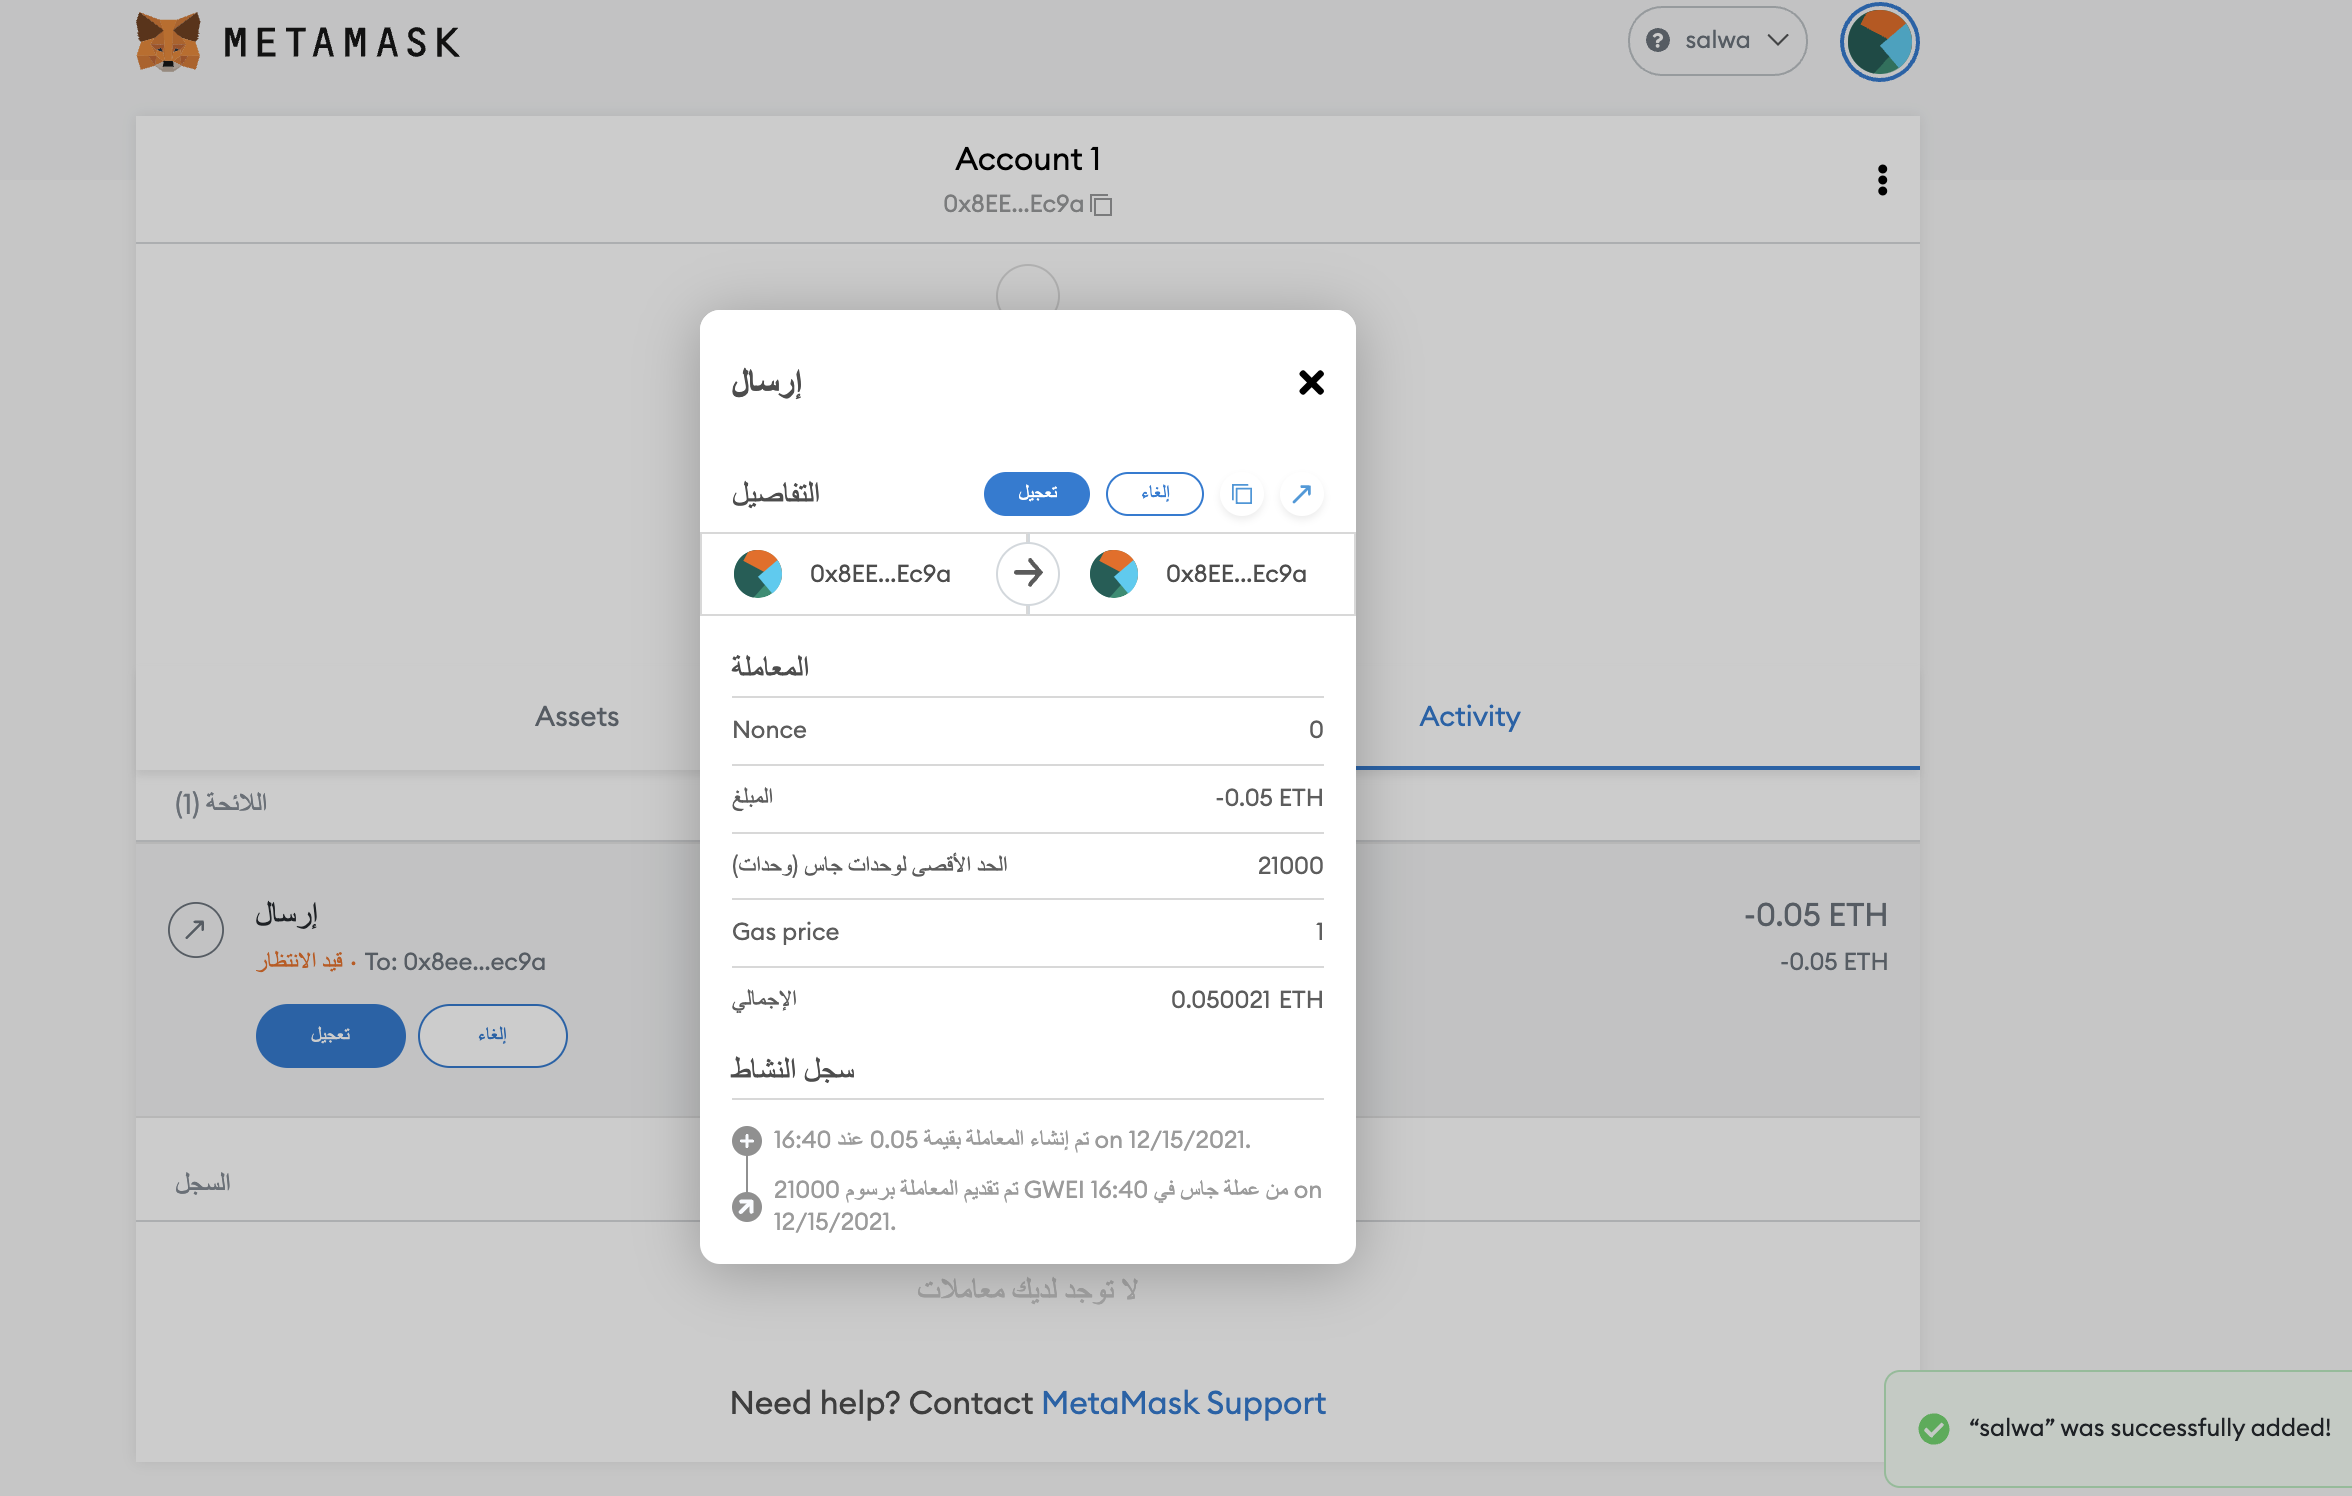 METAMASK
salwa
Account 1
0x8EE...Ec9a
إرسال
التفاصيل
تعجيل
إلغاء
0x8EE...Ec9a
0x8EE...Ec9a
المعاملة
Nonce 0
المبلغ -0.05 ETH
الحد الأقصى لوحدات جاس (وحدات) 21000
Gas price 1
الإجمالي 0.050021 ETH
سجل النشاط
تم إنشاء المعاملة بقيمة 0.05 عند 16:40 on 12/15/2021.
تم تقديم المعاملة برسوم 21000 GWEI من عملة جاس في 16:40 on
12/15/2021.
Assets
Activity
اللائحة (1)
إرسال
-0.05 ETH
قيد الانتظار · To: 0x8ee...ec9a
-0.05 ETH
تعجيل
إلغاء
السجل
لا توجد لديك معاملات
Need help? Contact MetaMask Support
“salwa” was successfully added!